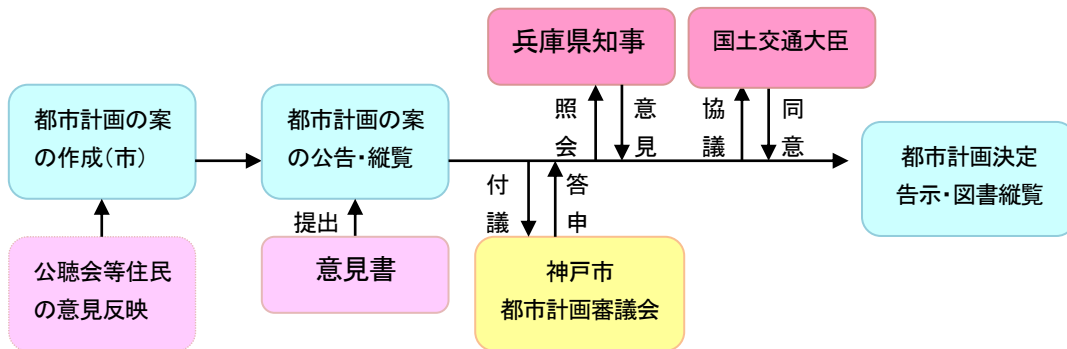 兵庫県知事
国土交通大臣
都市計画の案
の作成(市)
都市計画の案
の公告・縦覧
照会
意見
協議
同意
都市計画決定
告示・図書縦覧
提出
付議
答申
公聴会等住民
の意見反映
意見書
神戸市
都市計画審議会